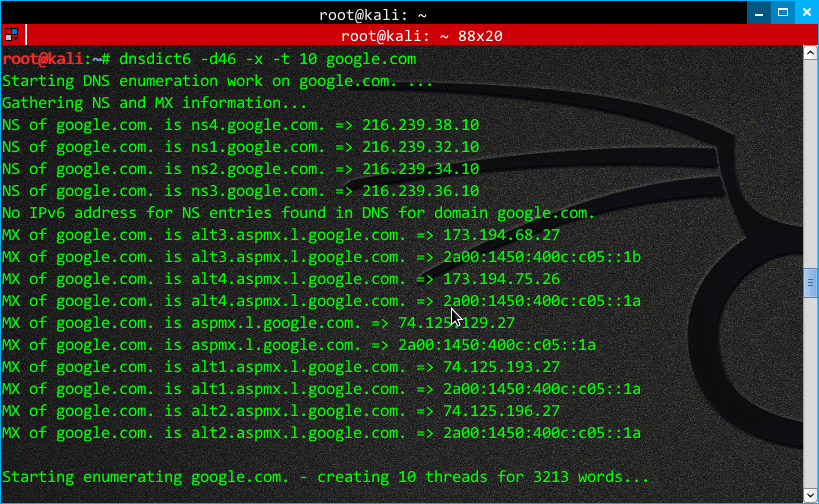 root@kali: ~
root@kali: ~ 88x20
root@kali:~# dnsdict6 -d46 -x -t 10 google.com
Starting DNS enumeration work on google.com. ...
Gathering NS and MX information...
NS of google.com. is ns4.google.com. => 216.239.38.10
NS of google.com. is ns1.google.com. => 216.239.32.10
NS of google.com. is ns2.google.com. => 216.239.34.10
NS of google.com. is ns3.google.com. => 216.239.36.10
No IPv6 address for NS entries found in DNS for domain google.com.
MX of google.com. is alt3.aspmx.l.google.com. => 173.194.68.27
MX of google.com. is alt3.aspmx.l.google.com. => 2a00:1450:400c:c05::1b
MX of google.com. is alt4.aspmx.l.google.com. => 173.194.75.26
MX of google.com. is alt4.aspmx.l.google.com. => 2a00:1450:400c:c05::1a
MX of google.com. is aspmx.l.google.com. => 74.125.129.27
MX of google.com. is aspmx.l.google.com. => 2a00:1450:400c:c05::1a
MX of google.com. is alt1.aspmx.l.google.com. => 74.125.193.27
MX of google.com. is alt1.aspmx.l.google.com. => 2a00:1450:400c:c05::1a
MX of google.com. is alt2.aspmx.l.google.com. => 74.125.196.27
MX of google.com. is alt2.aspmx.l.google.com. => 2a00:1450:400c:c05::1a
Starting enumerating google.com. - creating 10 threads for 3213 words...